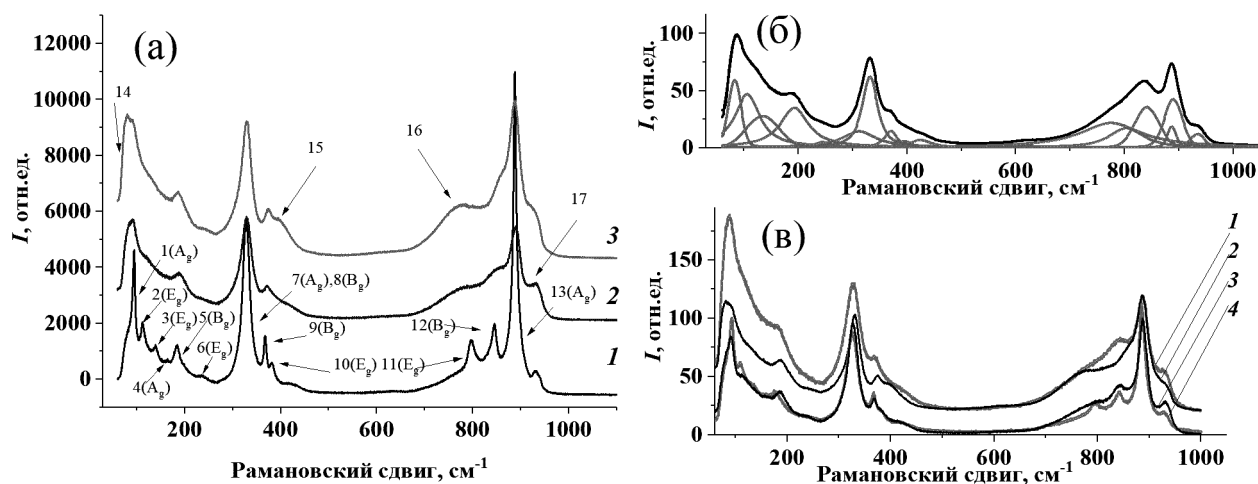 (а)
I, отн.ед.
12000
10000
8000
6000
4000
2000
0
14
15
16
17
3
2
1
1(Ag)
2(Eg)
3(Eg)
4(Ag)
5(Bg)
6(Eg)
7(Ag),8(Bg)
9(Bg)
10(Eg)
11(Eg)
12(Bg)
13(Ag)
200 400 600 800 1000
Рамановский сдвиг, см-1
(б)
I, отн.ед.
100
50
0
200 400 600 800 1000
Рамановский сдвиг, см-1
(в)
I, отн.ед.
150
100
50
0
1
2
3
4
200 400 600 800 1000
Рамановский сдвиг, см-1